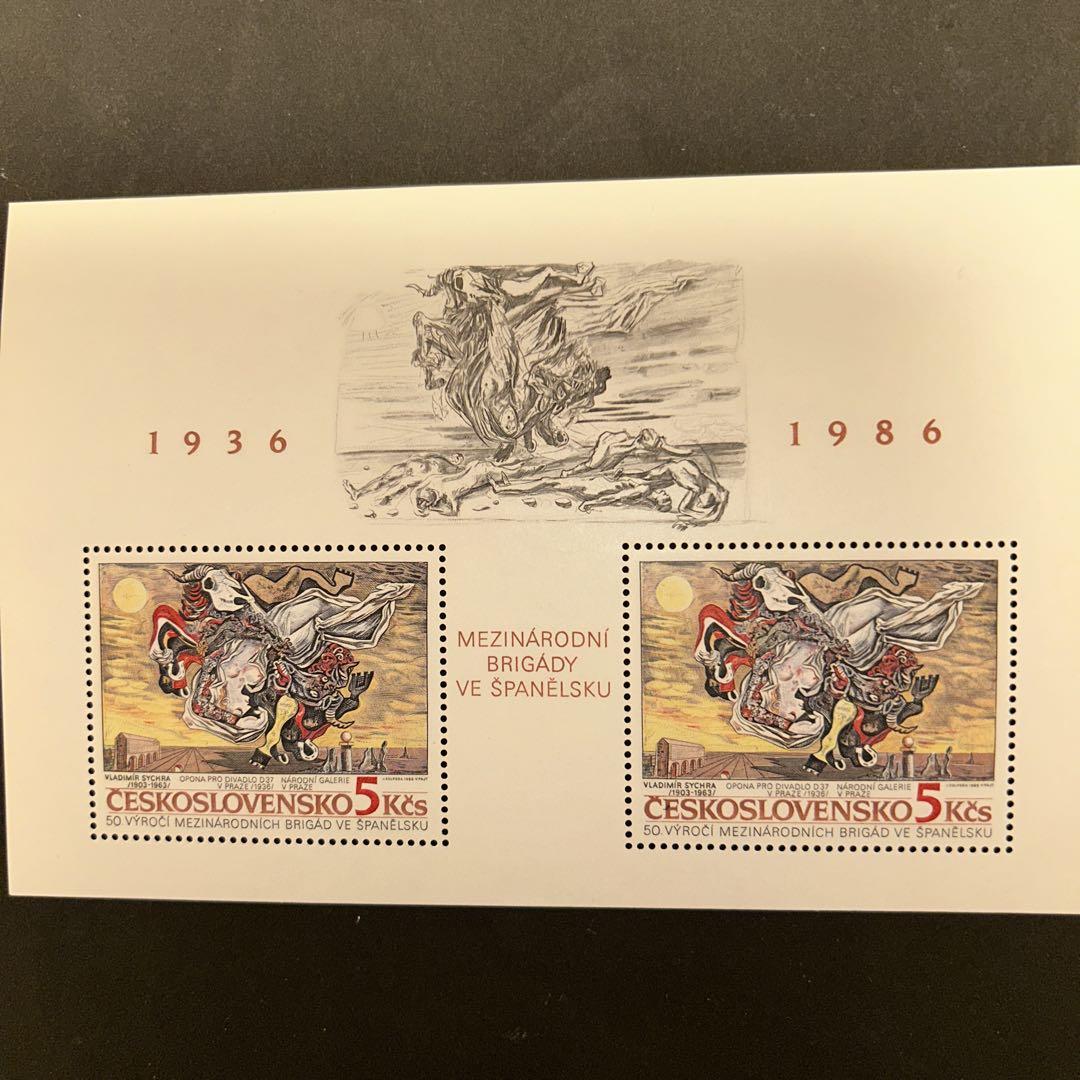 1936
1986
MEZINÁRODNÍ
BRIGÁDY
VE ŠPANĚLSKU
VLADIMÍR SYCHRA OPONA PRO DIVADLO D37 NÁRODNÍ GALERIE
/1903-1963/ V PRAZE /1936/ V PRAZE
ČESKOSLOVENSKO 5 Kčs
50. VÝROČÍ MEZINÁRODNÍCH BRIGÁD VE ŠPANĚLSKU
VLADIMÍR SYCHRA OPONA PRO DIVADLO D37 NÁRODNÍ GALERIE
/1903-1963/ V PRAZE /1936/ V PRAZE
ČESKOSLOVENSKO 5 Kčs
50. VÝROČÍ MEZINÁRODNÍCH BRIGÁD VE ŠPANĚLSKU